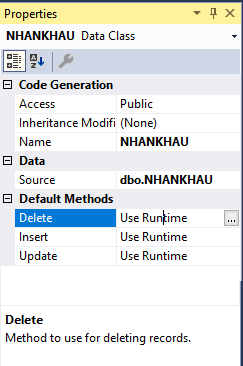 Properties
NHANKHAU Data Class
Code Generation
Access Public
Inheritance Modifi (None)
Name NHANKHAU
Data
Source dbo.NHANKHAU
Default Methods
Delete Use Runtime ...
Insert Use Runtime
Update Use Runtime
Delete
Method to use for deleting records.